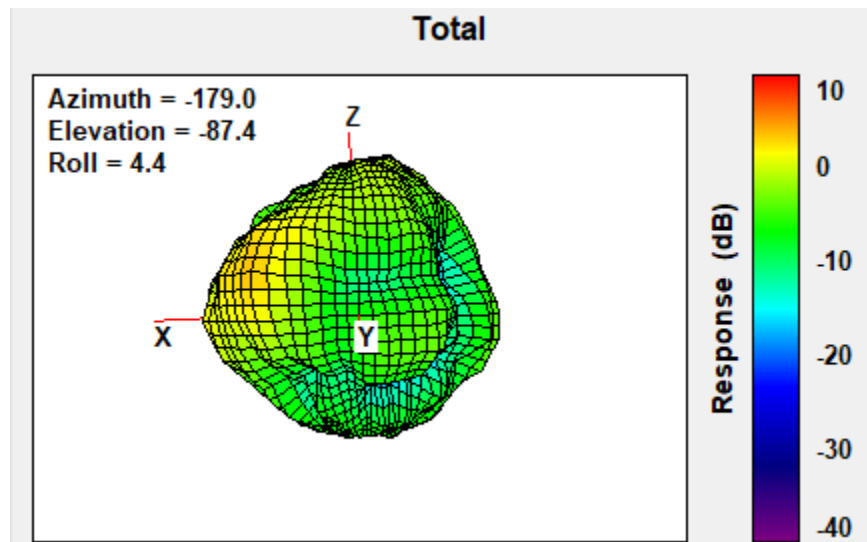 Total
Azimuth = -179.0
Elevation = -87.4
Roll = 4.4
Z
X
Y
Response (dB)
10
0
-10
-20
-30
-40